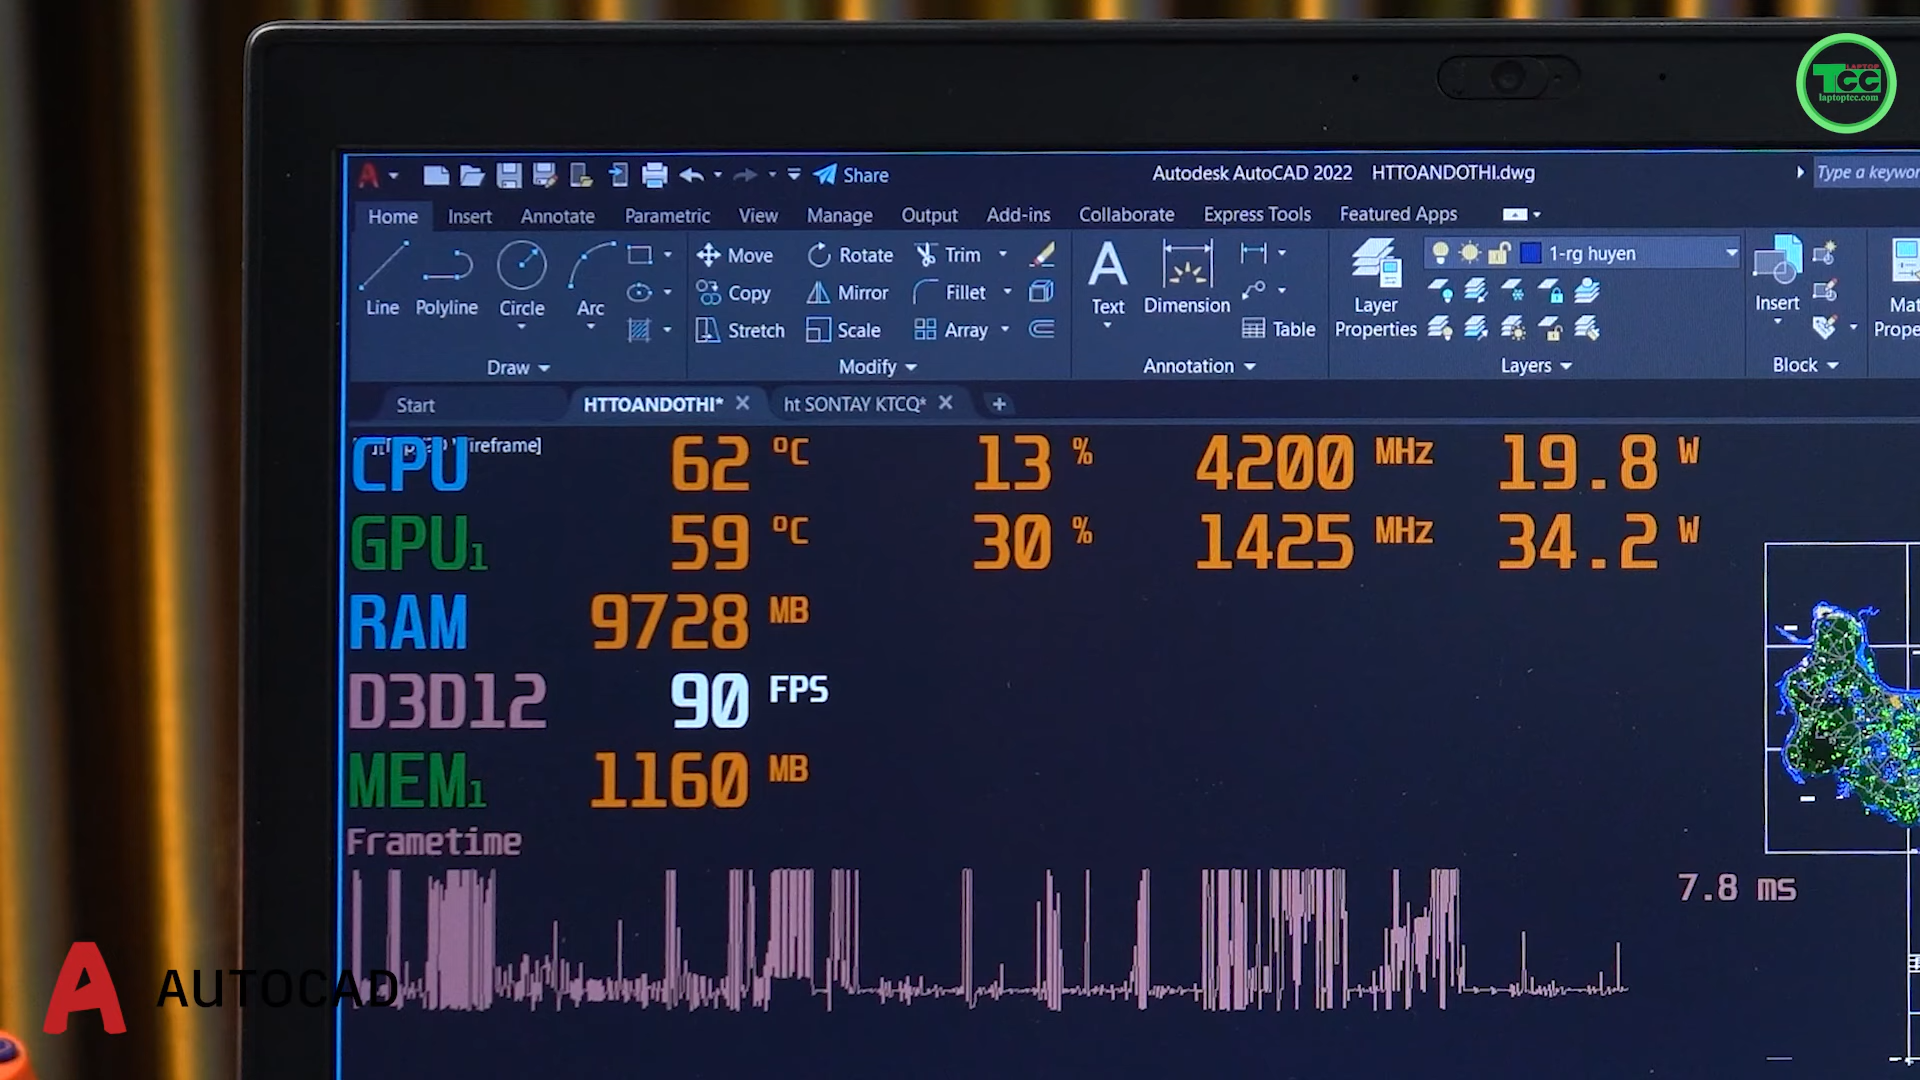 LAPTOP
TCC
laptoptcc.com
Share
Autodesk AutoCAD 2022 HTTOANDOTHI.dwg
Type a keywor
Home Insert Annotate Parametric View Manage Output Add-ins Collaborate Express Tools Featured Apps
Line Polyline Circle Arc
Move Rotate Trim
Copy Mirror Fillet
Stretch Scale Array
Text Dimension
Table
Layer
Properties
1-rg huyen
Insert
Mat
Prope
Draw Modify Annotation Layers Block
Start HTTOANDOTHI* ht SONTAY KTCQ*
ireframe]
CPU 62 °C 13 % 4200 MHz 19.8 W
GPU1 59 °C 30 % 1425 MHz 34.2 W
RAM 9728 MB
D3D12 90 FPS
MEM1 1160 MB
Frametime
7.8 ms
AUTOCAD